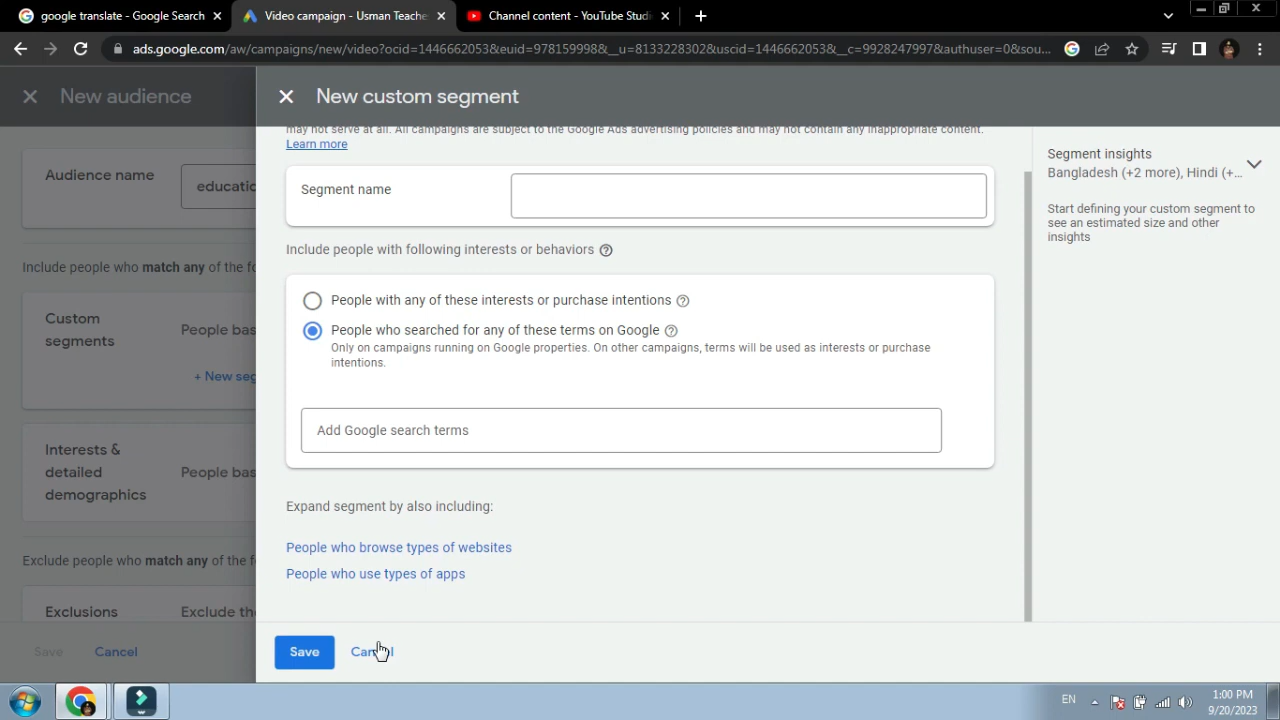 google translate - Google Search
Video campaign - Usman Teache
Channel content - YouTube Studi
ads.google.com/aw/campaigns/new/video?ocid=1446662053&euid=978159998&__u=8133228302&uscid=1446662053&__c=9928247997&authuser=0&sou...
New audience
New custom segment
may not serve at all. All campaigns are subject to the Google Ads advertising policies and may not contain any inappropriate content.
Learn more
Audience name
educatio
Segment name
Segment insights
Bangladesh (+2 more), Hindi (+...
Start defining your custom segment to
see an estimated size and other
insights
Include people who match any of the fo
Include people with following interests or behaviors
Custom
segments
People bas
+ New seg
People with any of these interests or purchase intentions
People who searched for any of these terms on Google
Only on campaigns running on Google properties. On other campaigns, terms will be used as interests or purchase
intentions.
Add Google search terms
Interests &
detailed
demographics
People bas
Expand segment by also including:
People who browse types of websites
People who use types of apps
Exclude people who match any of the fo
Exclusions
Exclude the
Save
Cancel
Save
Cancel
EN
1:00 PM
9/20/2023